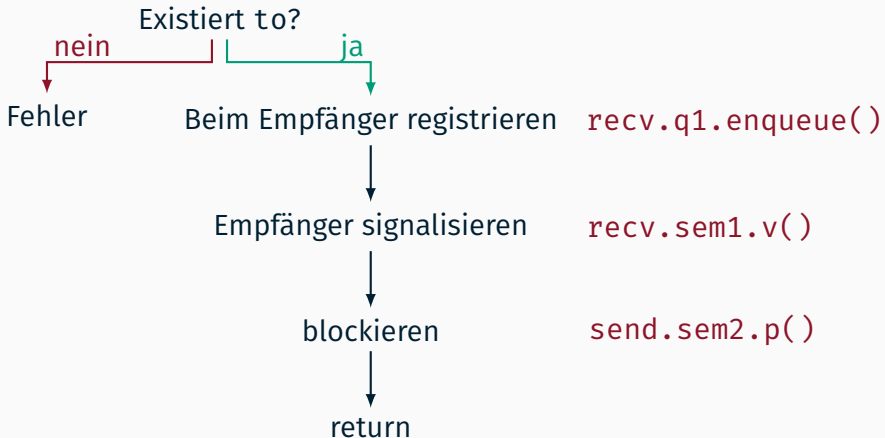 Existiert to?
nein ja
Fehler Beim Empfänger registrieren recv.q1.enqueue()
Empfänger signalisieren recv.sem1.v()
blockieren send.sem2.p()
return